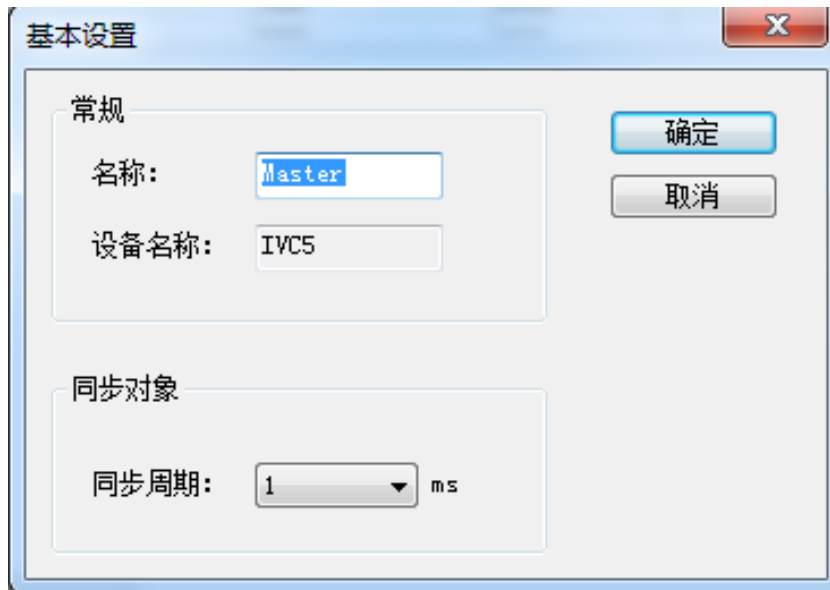 基本设置
常规
名称： Master
设备名称： IVC5
确定
取消
同步对象
同步周期： 1 ms